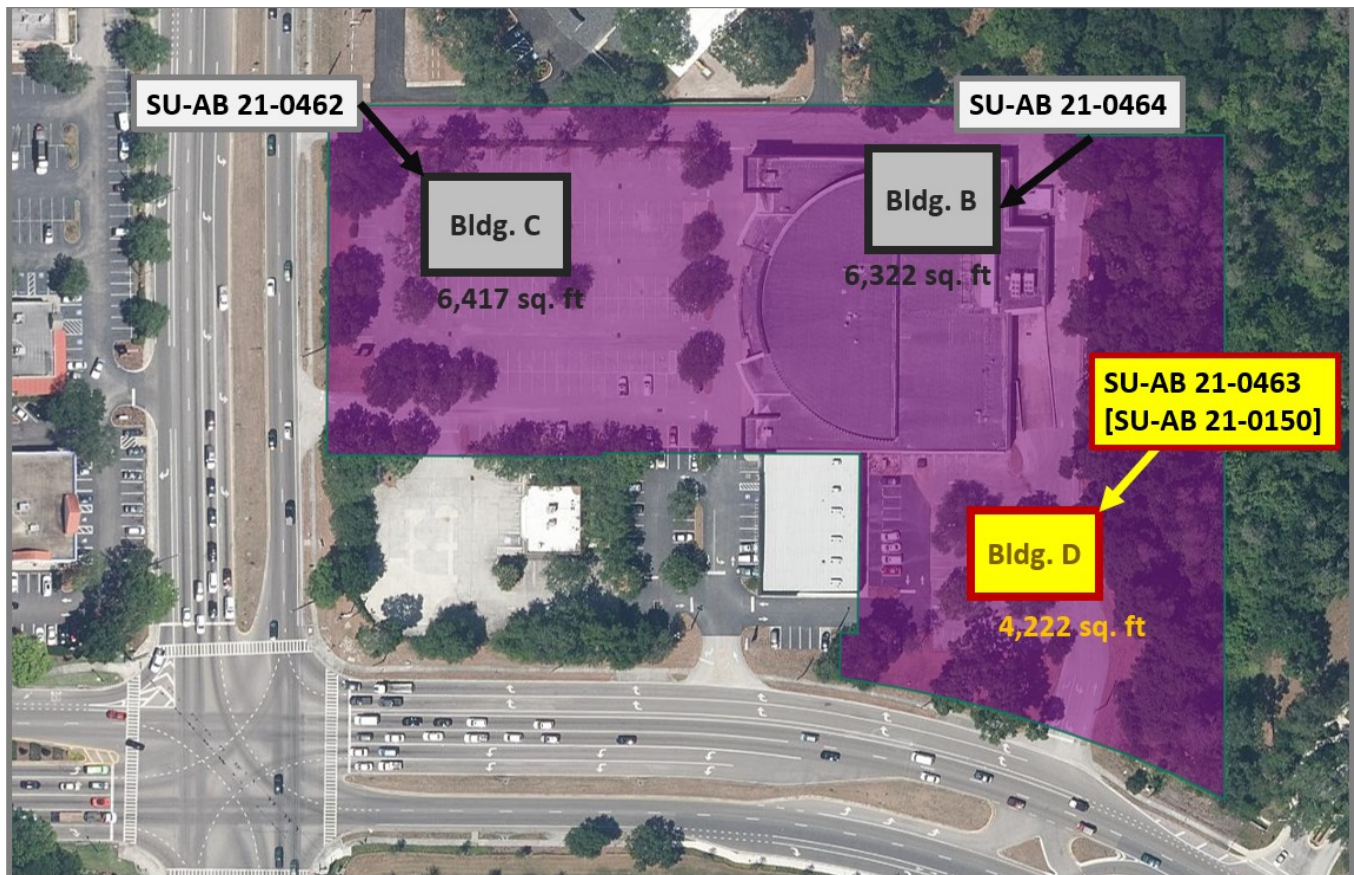 SU-AB 21-0462
SU-AB 21-0464
Bldg. C
Bldg. B
6,417 sq. ft
6,322 sq. ft
SU-AB 21-0463
[SU-AB 21-0150]
Bldg. D
4,222 sq. ft